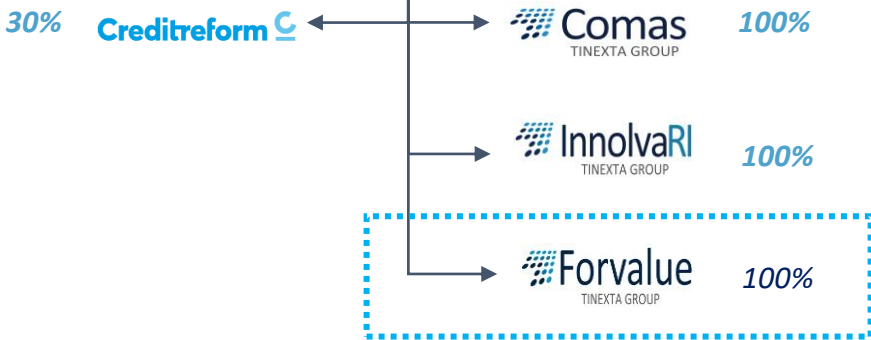 30% Creditreform Comas 100%
TINEXTA GROUP
InnolvaRI 100%
TINEXTA GROUP
Forvalue 100%
TINEXTA GROUP